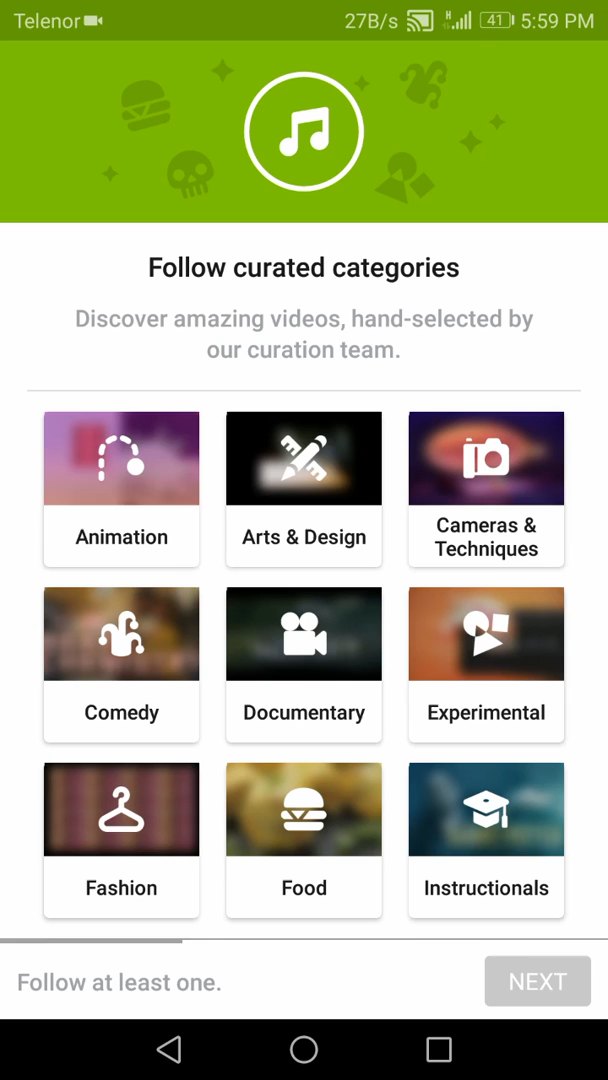 Telenor
27B/s
H
41
5:59 PM
Follow curated categories
Discover amazing videos, hand-selected by
our curation team.
Animation
Arts & Design
Cameras &
Techniques
Comedy
Documentary
Experimental
Fashion
Food
Instructionals
Follow at least one.
NEXT